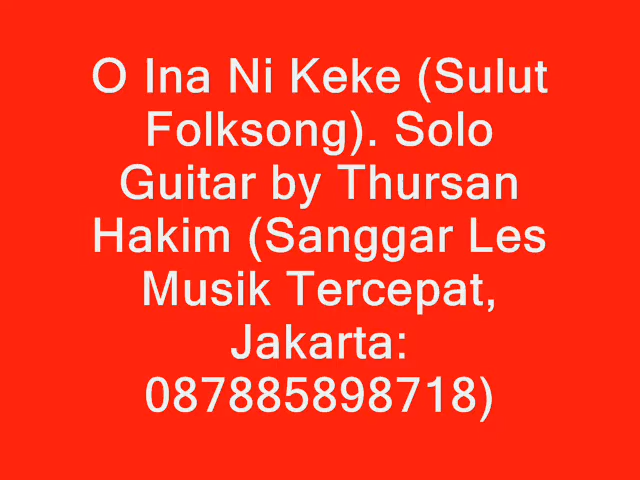 O Ina Ni Keke (Sulut
Folksong). Solo
Guitar by Thursan
Hakim (Sanggar Les
Musik Tercepat,
Jakarta:
087885898718)